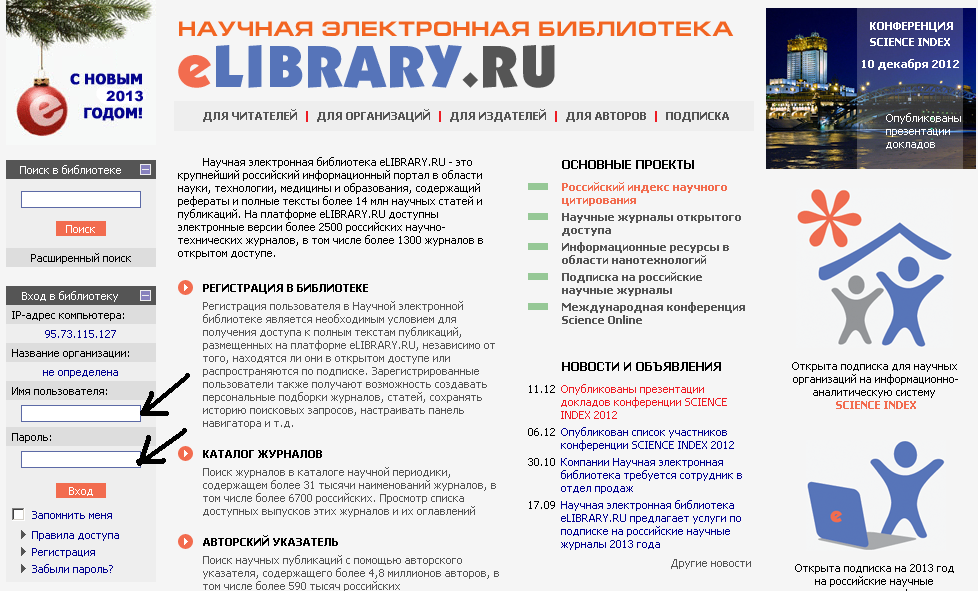 НАУЧНАЯ ЭЛЕКТРОННАЯ БИБЛИОТЕКА
eLIBRARY.RU
С НОВЫМ
2013
ГОДОМ!
ДЛЯ ЧИТАТЕЛЕЙ | ДЛЯ ОРГАНИЗАЦИЙ | ДЛЯ ИЗДАТЕЛЕЙ | ДЛЯ АВТОРОВ | ПОДПИСКА
КОНФЕРЕНЦИЯ
SCIENCE INDEX
10 декабря 2012
Опубликованы
презентации
докладов
Поиск в библиотеке
Поиск
Расширенный поиск
Вход в библиотеку
IP-адрес компьютера:
95.73.115.127
Название организации:
не определена
Имя пользователя:
Пароль:
Вход
Запомнить меня
Правила доступа
Регистрация
Забыли пароль?
Научная электронная библиотека eLIBRARY.RU - это
крупнейший российский информационный портал в области
науки, технологии, медицины и образования, содержащий
рефераты и полные тексты более 14 млн научных статей и
публикаций. На платформе eLIBRARY.RU доступны
электронные версии более 2500 российских научно-
технических журналов, в том числе более 1300 журналов в
открытом доступе.
РЕГИСТРАЦИЯ В БИБЛИОТЕКЕ
Регистрация пользователя в Научной электронной
библиотеке является необходимым условием для
получения доступа к полным текстам публикаций,
размещенных на платформе eLIBRARY.RU, независимо от
того, находятся ли они в открытом доступе или
распространяются по подписке. Зарегистрированные
пользователи также получают возможность создавать
персональные подборки журналов, статей, сохранять
историю поисковых запросов, настраивать панель
навигатора и т.д.
КАТАЛОГ ЖУРНАЛОВ
Поиск журналов в каталоге научной периодики,
содержащем более 31 тысячи наименований журналов, в
том числе более 6700 российских. Просмотр списка
доступных выпусков этих журналов и их оглавлений
АВТОРСКИЙ УКАЗАТЕЛЬ
Поиск научных публикаций с помощью авторского
указателя, содержащего более 4,8 миллионов авторов, в
том числе более 590 тысяч российских
ОСНОВНЫЕ ПРОЕКТЫ
Российский индекс научного
цитирования
Научные журналы открытого
доступа
Информационные ресурсы в
области нанотехнологий
Подписка на российские
научные журналы
Международная конференция
Science Online
НОВОСТИ И ОБЪЯВЛЕНИЯ
11.12 Опубликованы презентации
докладов конференции SCIENCE
INDEX 2012
06.12 Опубликован список участников
конференции SCIENCE INDEX 2012
30.10 Компании Научная электронная
библиотека требуется сотрудник в
отдел продаж
17.09 Научная электронная библиотека
eLIBRARY.RU предлагает услуги по
подписке на российские научные
журналы 2013 года
Другие новости
Открыта подписка для научных
организаций на информационно-
аналитическую систему
SCIENCE INDEX
e
Открыта подписка на 2013 год
на российские научные